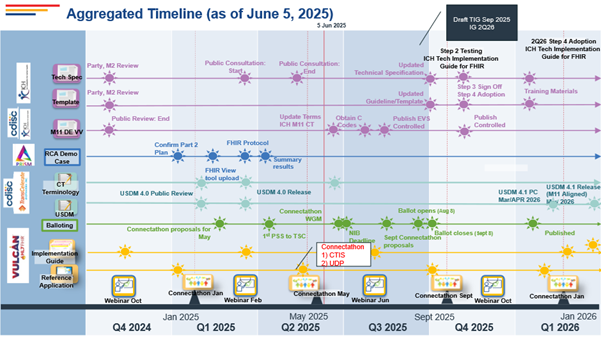 Aggregated Timeline (as of June 5, 2025)
5 Jun 2025
Draft TIG Sep 2025
IG 2Q26
Step 2 Testing
ICH Tech Implementation
Guide for FHIR
2Q26 Step 4 Adoption
ICH Tech Implementation
Guide for FHIR
ICH
Tech Spec
Party, M2 Review
Public Consultation:
Start
Public Consultation:
End
Updated
Technical Specification
Template
Party, M2 Review
Updated
Guideline/Template
Step 3 Sign Off
Step 4 Adoption
Training Materials
cdisc
ICH
M11 DE VV
Public Review: End
Update Terms
ICH M11 CT
Obtain C
Codes
Publish EVS
Controlled
Publish
Controlled
PRISM
RCA Demo
Case
Confirm Part 2
Plan
FHIR Protocol
FHIR View
tool upload
Summary
results
cdisc
CT
Terminology
USDM
USDM 4.0 Public Review
USDM 4.0 Release
USDM 4.1 PC
Mar/APR 2026
USDM 4.1 Release
(M11 Aligned)
May 2026
VULCAN
Balloting
Connectathon proposals for
May
1st PSS to TSC
Connectathon
WGM
NIB
Deadline
Sept Connectathon
proposals
Ballot opens (Aug 8)
Ballot closes (Sept 8)
Published
Implementation
Guide
Connectathon
1) CTIS
2) UDP
Reference
Application
Webinar Oct
Connectathon Jan
Webinar Feb
Connectathon May
Webinar Jun
Connectathon Sept
Webinar Oct
Connectathon Jan
Jan 2025
May 2025
Sept 2025
Jan 2026
Q4 2024
Q1 2025
Q2 2025
Q3 2025
Q4 2025
Q1 2026